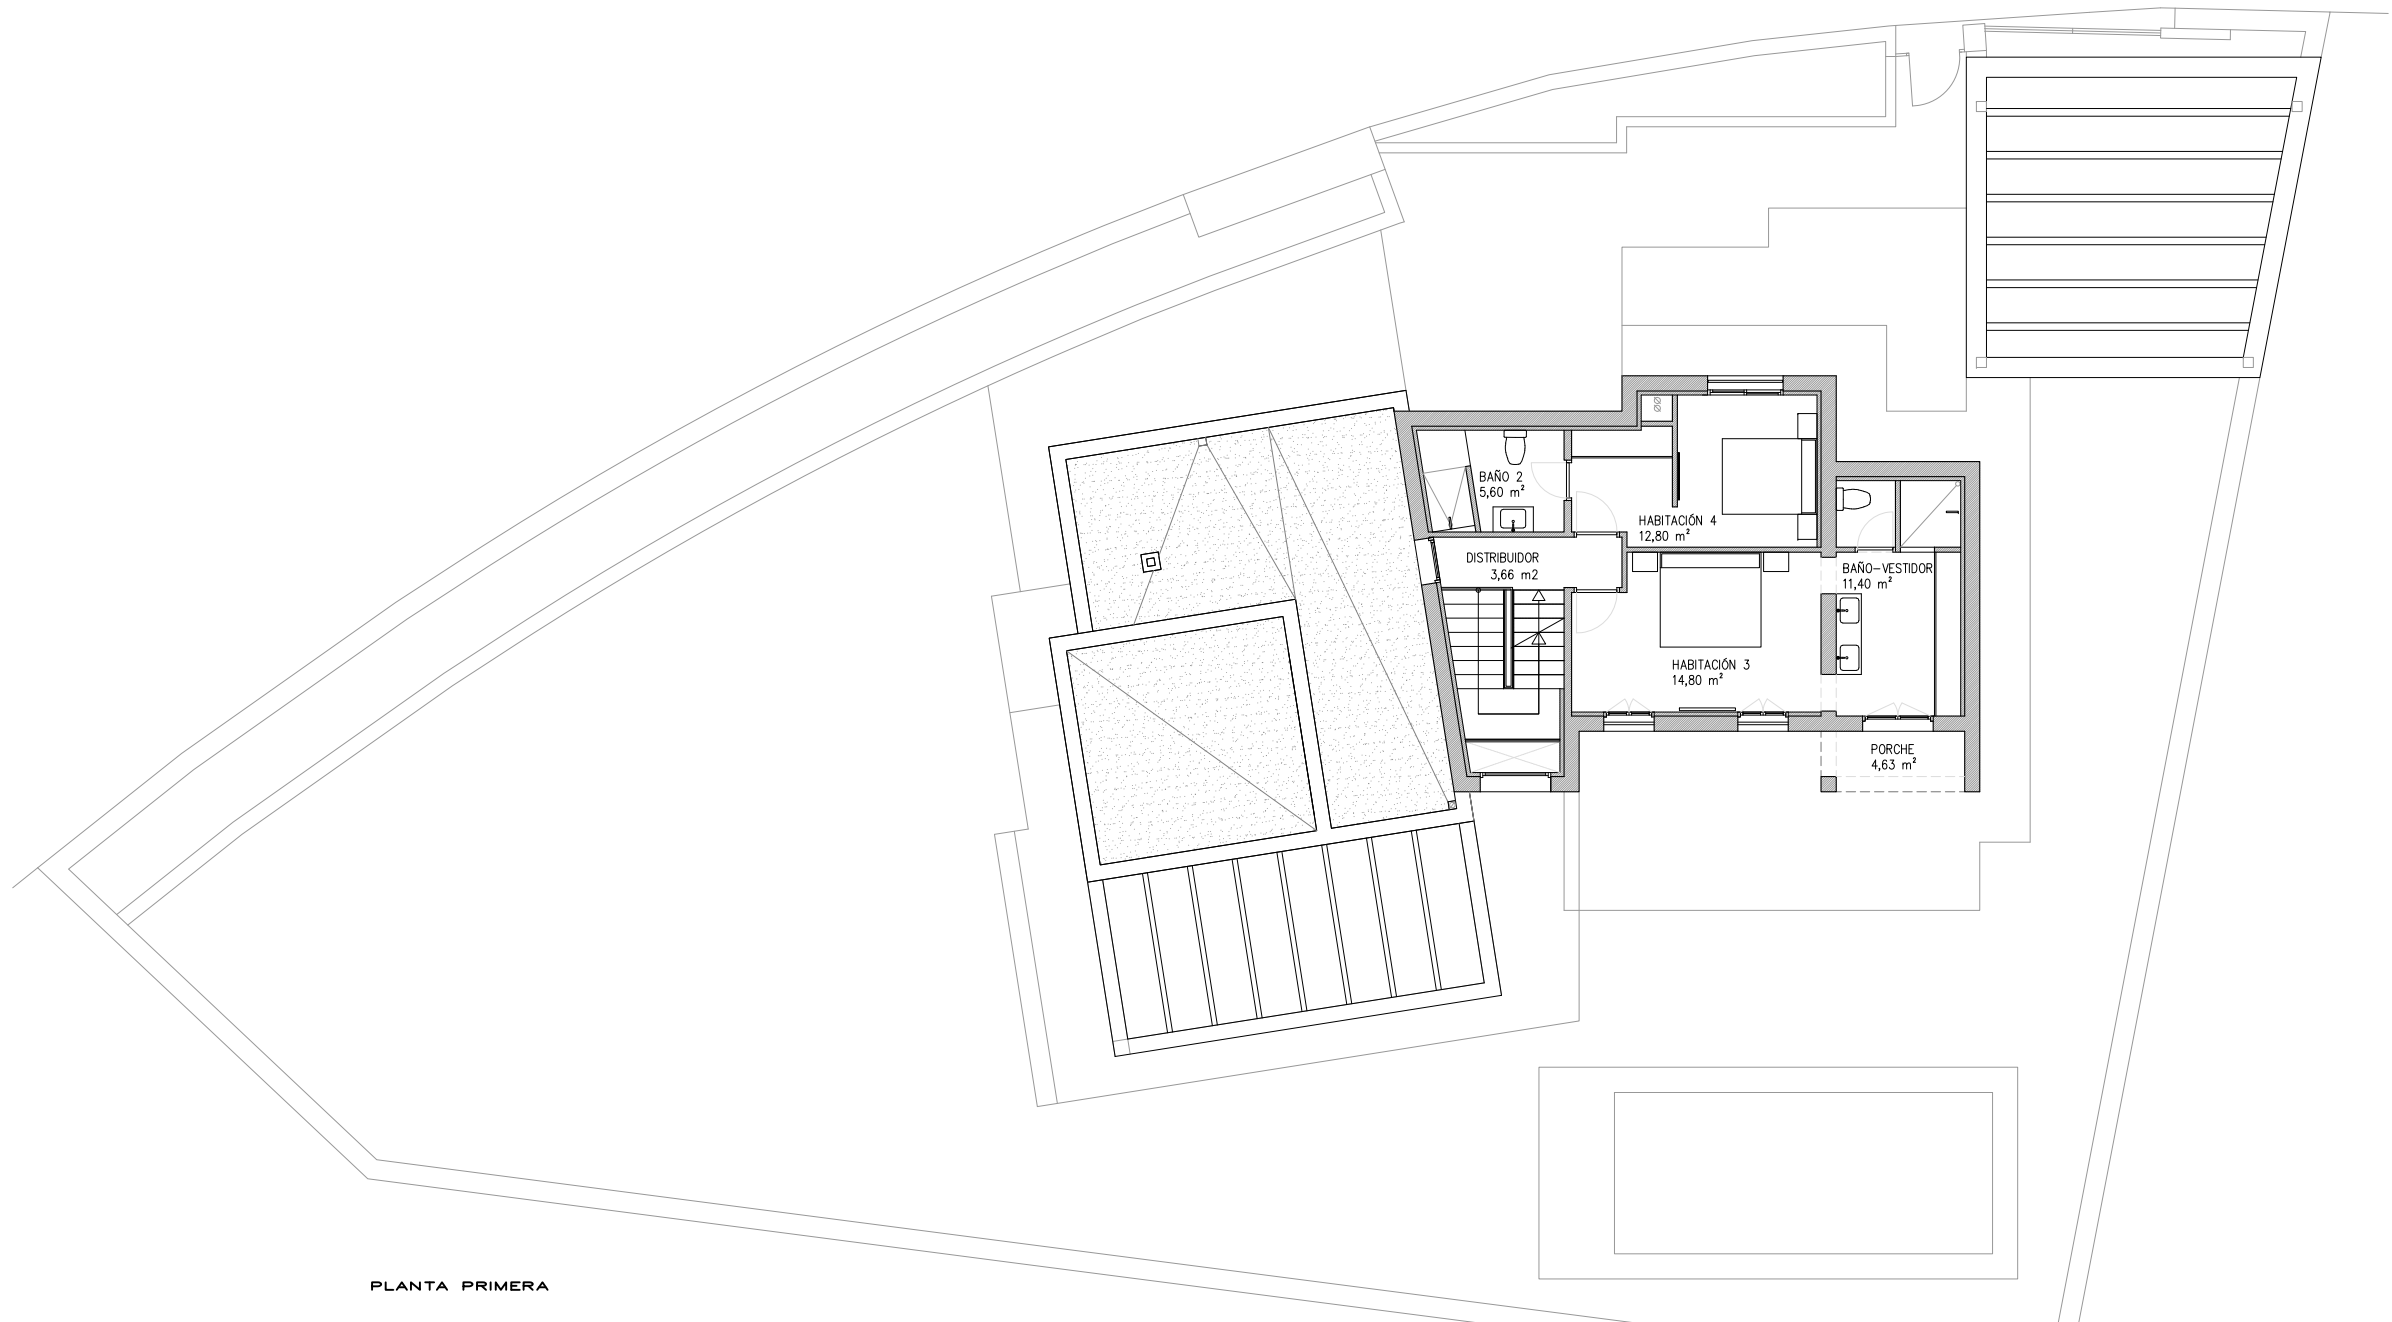 BAÑO 2
5,60 m²
HABITACIÓN 4
12,80 m²
DISTRIBUIDOR
3,66 m2
BAÑO-VESTIDOR
11,40 m²
HABITACIÓN 3
14,80 m²
PORCHE
4,63 m²
PLANTA PRIMERA